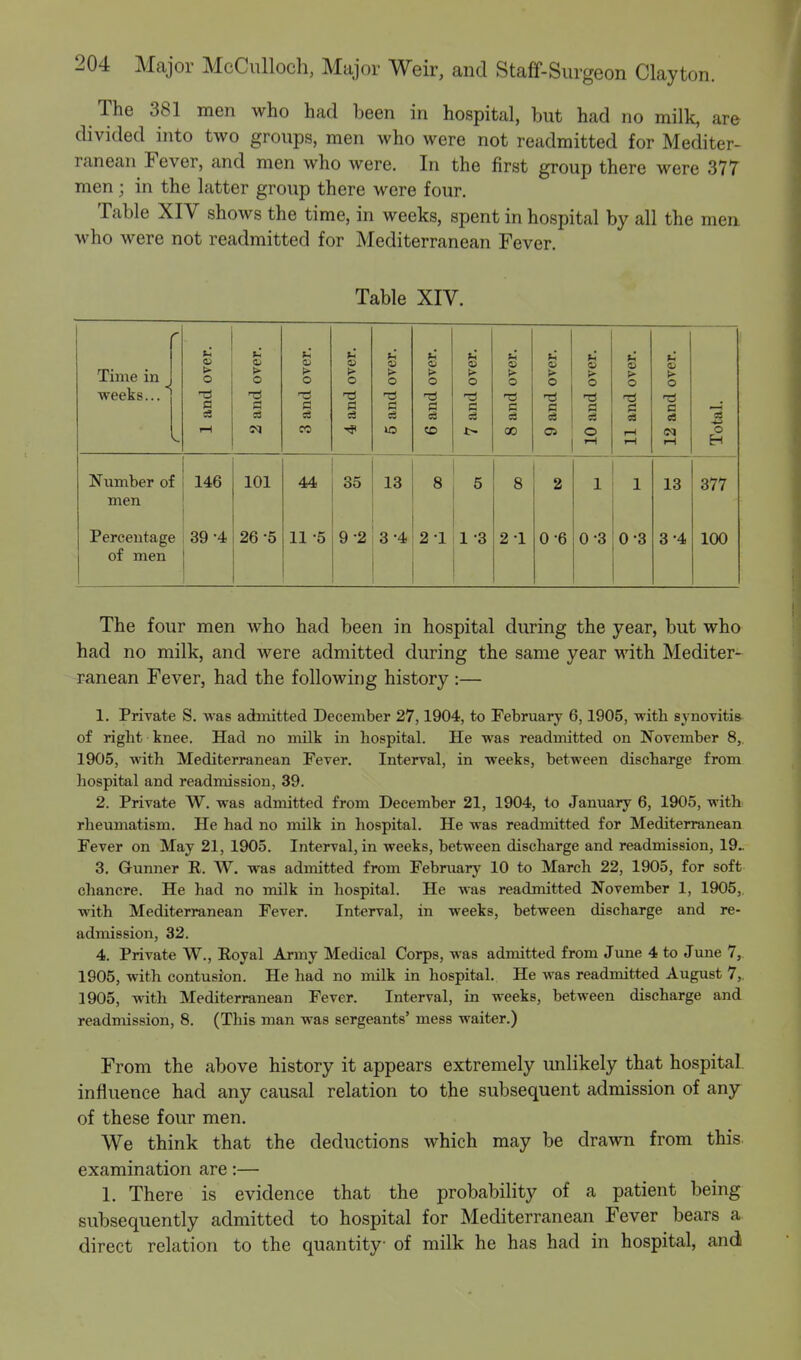 204 Major McCulloch, Major Weir, and Staff-Surgeon Clayton.
The 381 men who had been in hospital, but had no milk, are
divided into two groups, men who were not readmitted for Mediter-
ranean Fever, and men who were. In the first group there were 377
men ; in the latter group there were four.
Table XIV shows the time, in weeks, spent in hospital by all the men
who were not readmitted for Mediterranean Fever.
Table XIV.
Time in weeks... 1 and over. 2 and over. 3 and over. 4 and over. 5 and over. 6 and over. 7 and over. 8 and over. 9 and over. 10 and over. 11 and over. 12 and over. Total.
Number of men 146 101 44 35 13 8 5 8 2 1 1 13 377
Percentage of men 39·4 26·5 11·5 9·2 3·4 2·1 1·3 2·1 0·6 0·3 0·3 3·4 100
The four men who had been in hospital during the year, but who
had no milk, and were admitted during the same year with Mediter-
ranean Fever, had the following history :—
1. Private S. was admitted December 27, 1904, to February 6, 1905, with synovitis
of right knee. Had no milk in hospital. He was readmitted on November 8,
1905, with Mediterranean Fever. Interval, in weeks, between discharge from
hospital and readmission, 39.
2. Private W. was admitted from December 21, 1904, to January 6, 1905, with
rheumatism. He had no milk in hospital. He was readmitted for Mediterranean
Fever on May 21, 1905. Interval, in weeks, between discharge and readmission, 19.
3. Gunner R. W. was admitted from February 10 to March 22, 1905, for soft
chancre. He had no milk in hospital. He was readmitted November 1, 1905,
with Mediterranean Fever. Interval, in weeks, between discharge and re-
admission, 32.
4. Private W., Royal Army Medical Corps, was admitted from June 4 to June 7,
1905, with contusion. He had no milk in hospital. He was readmitted August 7,
1905, with Mediterranean Fever. Interval, in weeks, between discharge and
readmission, 8. (This man was sergeants' mess waiter.)
From the above history it appears extremely unlikely that hospital
influence had any causal relation to the subsequent admission of any
of these four men.
We think that the deductions which may be drawn from this
examination are :—
1. There is evidence that the probability of a patient being
subsequently admitted to hospital for Mediterranean Fever bears a
direct relation to the quantity of milk he has had in hospital, and